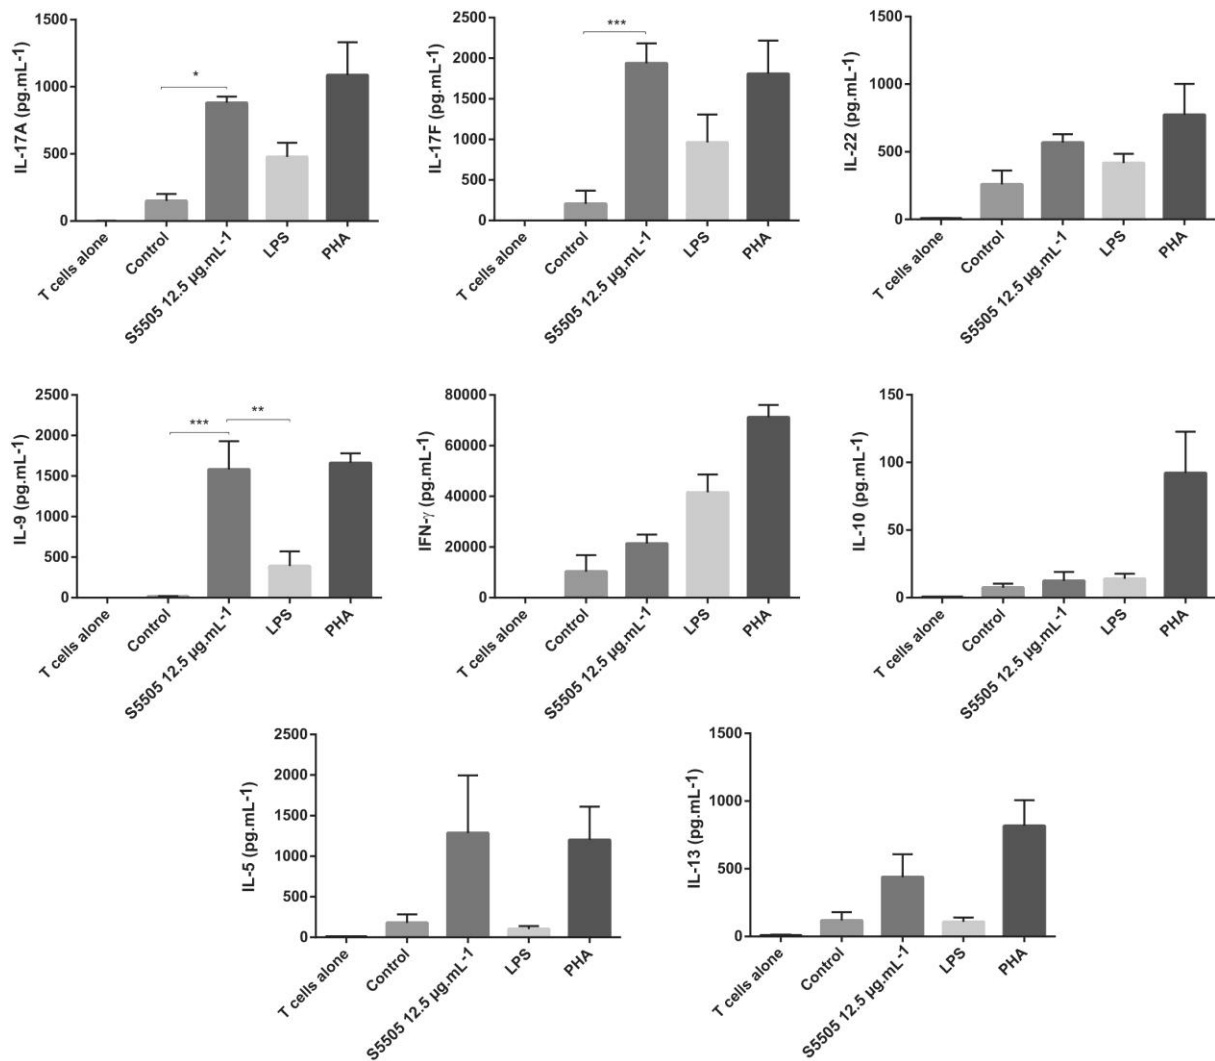 IL-17A (pg.mL-1)
1500
1000
500
0
*
T cells alone
Control
S5505 12.5 µg.mL-1
LPS
PHA
IL-17F (pg.mL-1)
2500
2000
1500
1000
500
0
***
T cells alone
Control
S5505 12.5 µg.mL-1
LPS
PHA
IL-22 (pg.mL-1)
1500
1000
500
0
T cells alone
Control
S5505 12.5 µg.mL-1
LPS
PHA
IL-9 (pg.mL-1)
2500
2000
1500
1000
500
0
***
**
T cells alone
Control
S5505 12.5 µg.mL-1
LPS
PHA
IFN-γ (pg.mL-1)
80000
60000
40000
20000
0
T cells alone
Control
S5505 12.5 µg.mL-1
LPS
PHA
IL-10 (pg.mL-1)
150
100
50
0
T cells alone
Control
S5505 12.5 µg.mL-1
LPS
PHA
IL-5 (pg.mL-1)
2500
2000
1500
1000
500
0
T cells alone
Control
S5505 12.5 µg.mL-1
LPS
PHA
IL-13 (pg.mL-1)
1500
1000
500
0
T cells alone
Control
S5505 12.5 µg.mL-1
LPS
PHA